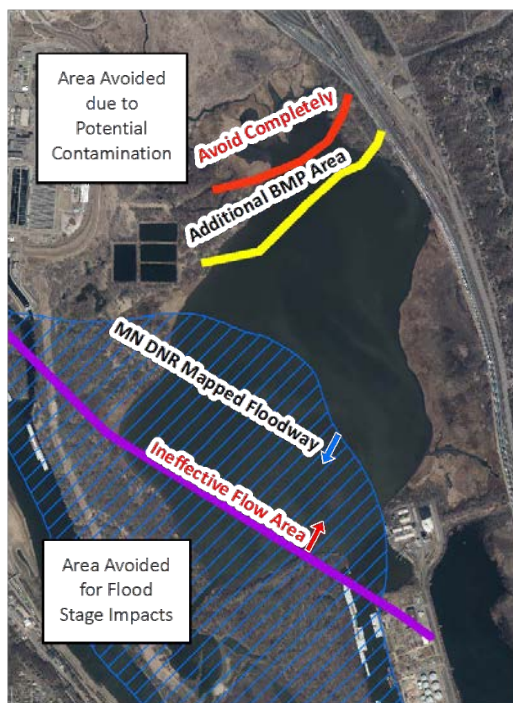 Area Avoided
due to
Potential
Contamination
Avoid Completely
Additional BMP Area
MN DNR Mapped Floodway
Ineffective Flow Area
Area Avoided
for Flood
Stage Impacts